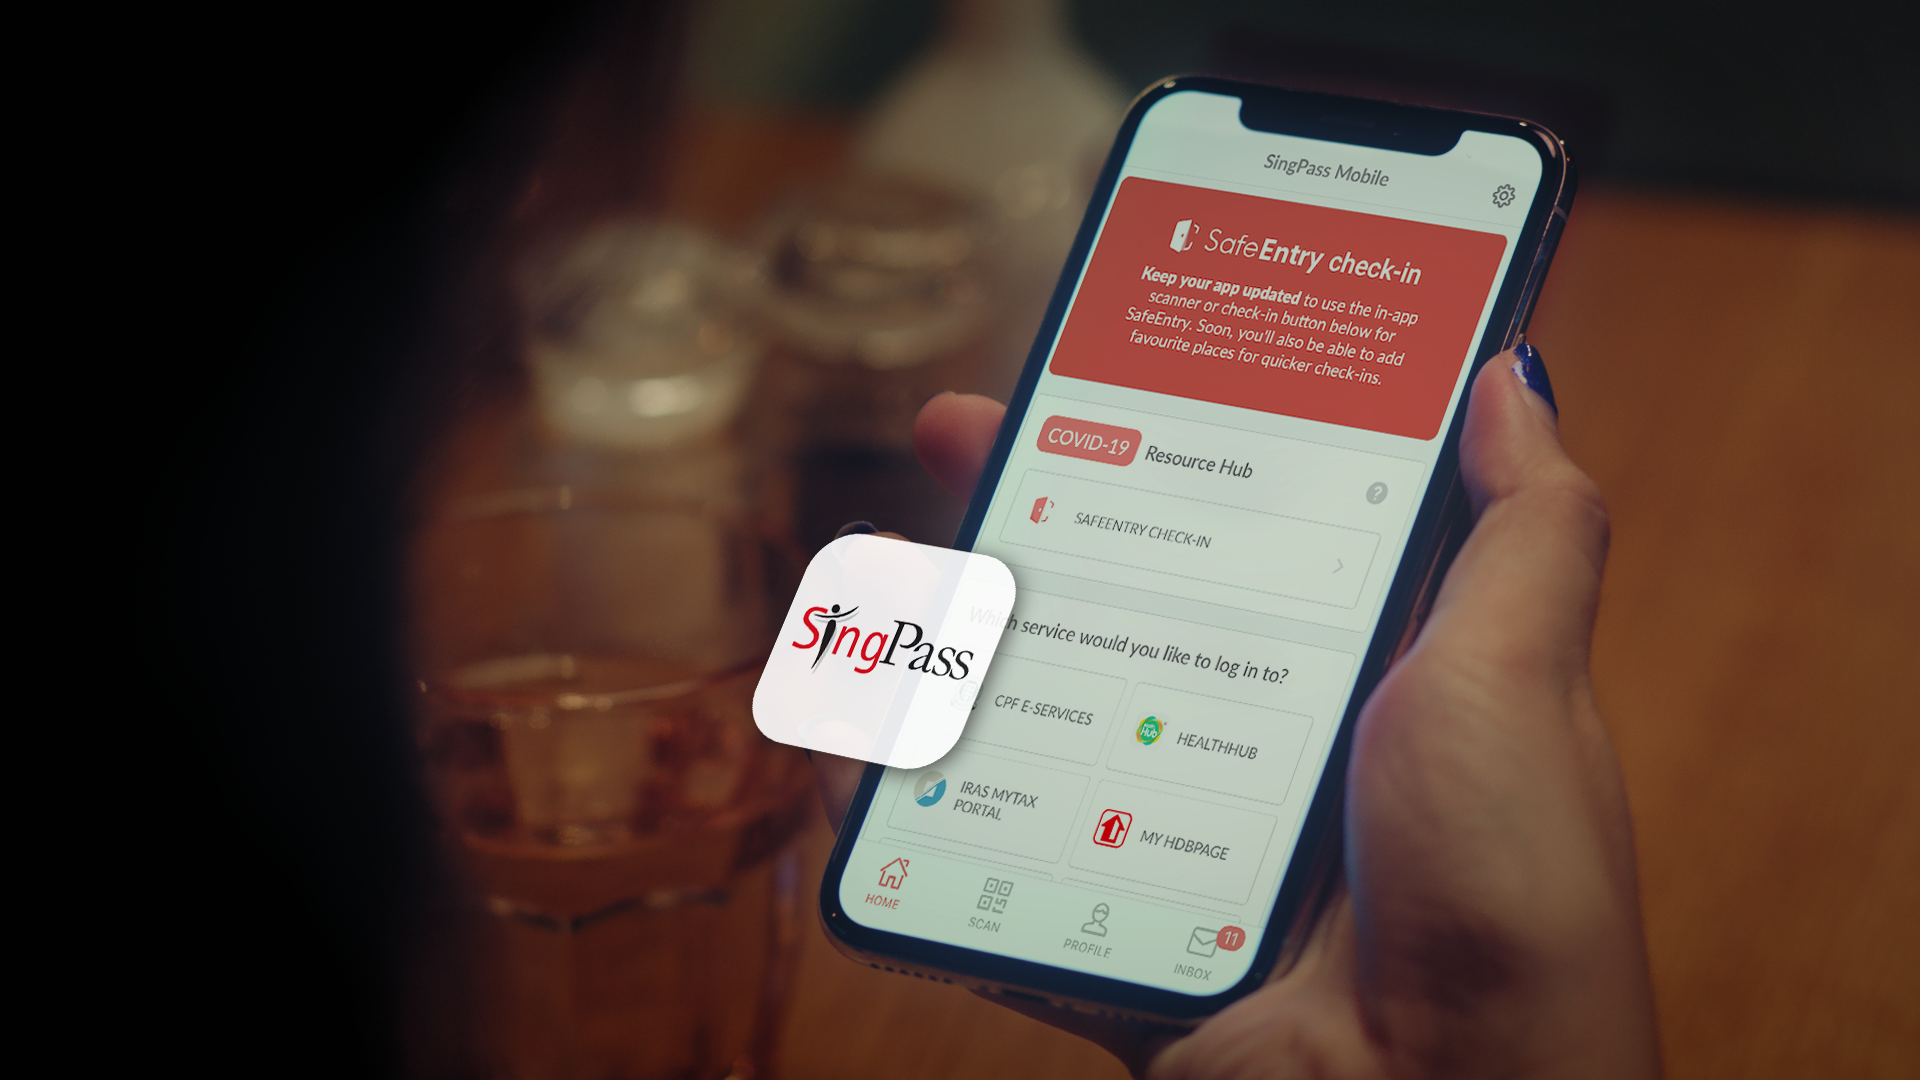 SingPass Mobile
SafeEntry check-in
Keep your app updated to use the in-app
scanner or check-in button below for
SafeEntry. Soon, you'll also be able to add
favourite places for quicker check-ins.
COVID-19 Resource Hub
?
SAFEENTRY CHECK-IN
Which service would you like to log in to?
SingPass
CPF E-SERVICES
HEALTHHUB
IRAS MYTAX
PORTAL
MY HDBPAGE
HOME
SCAN
PROFILE
INBOX
11